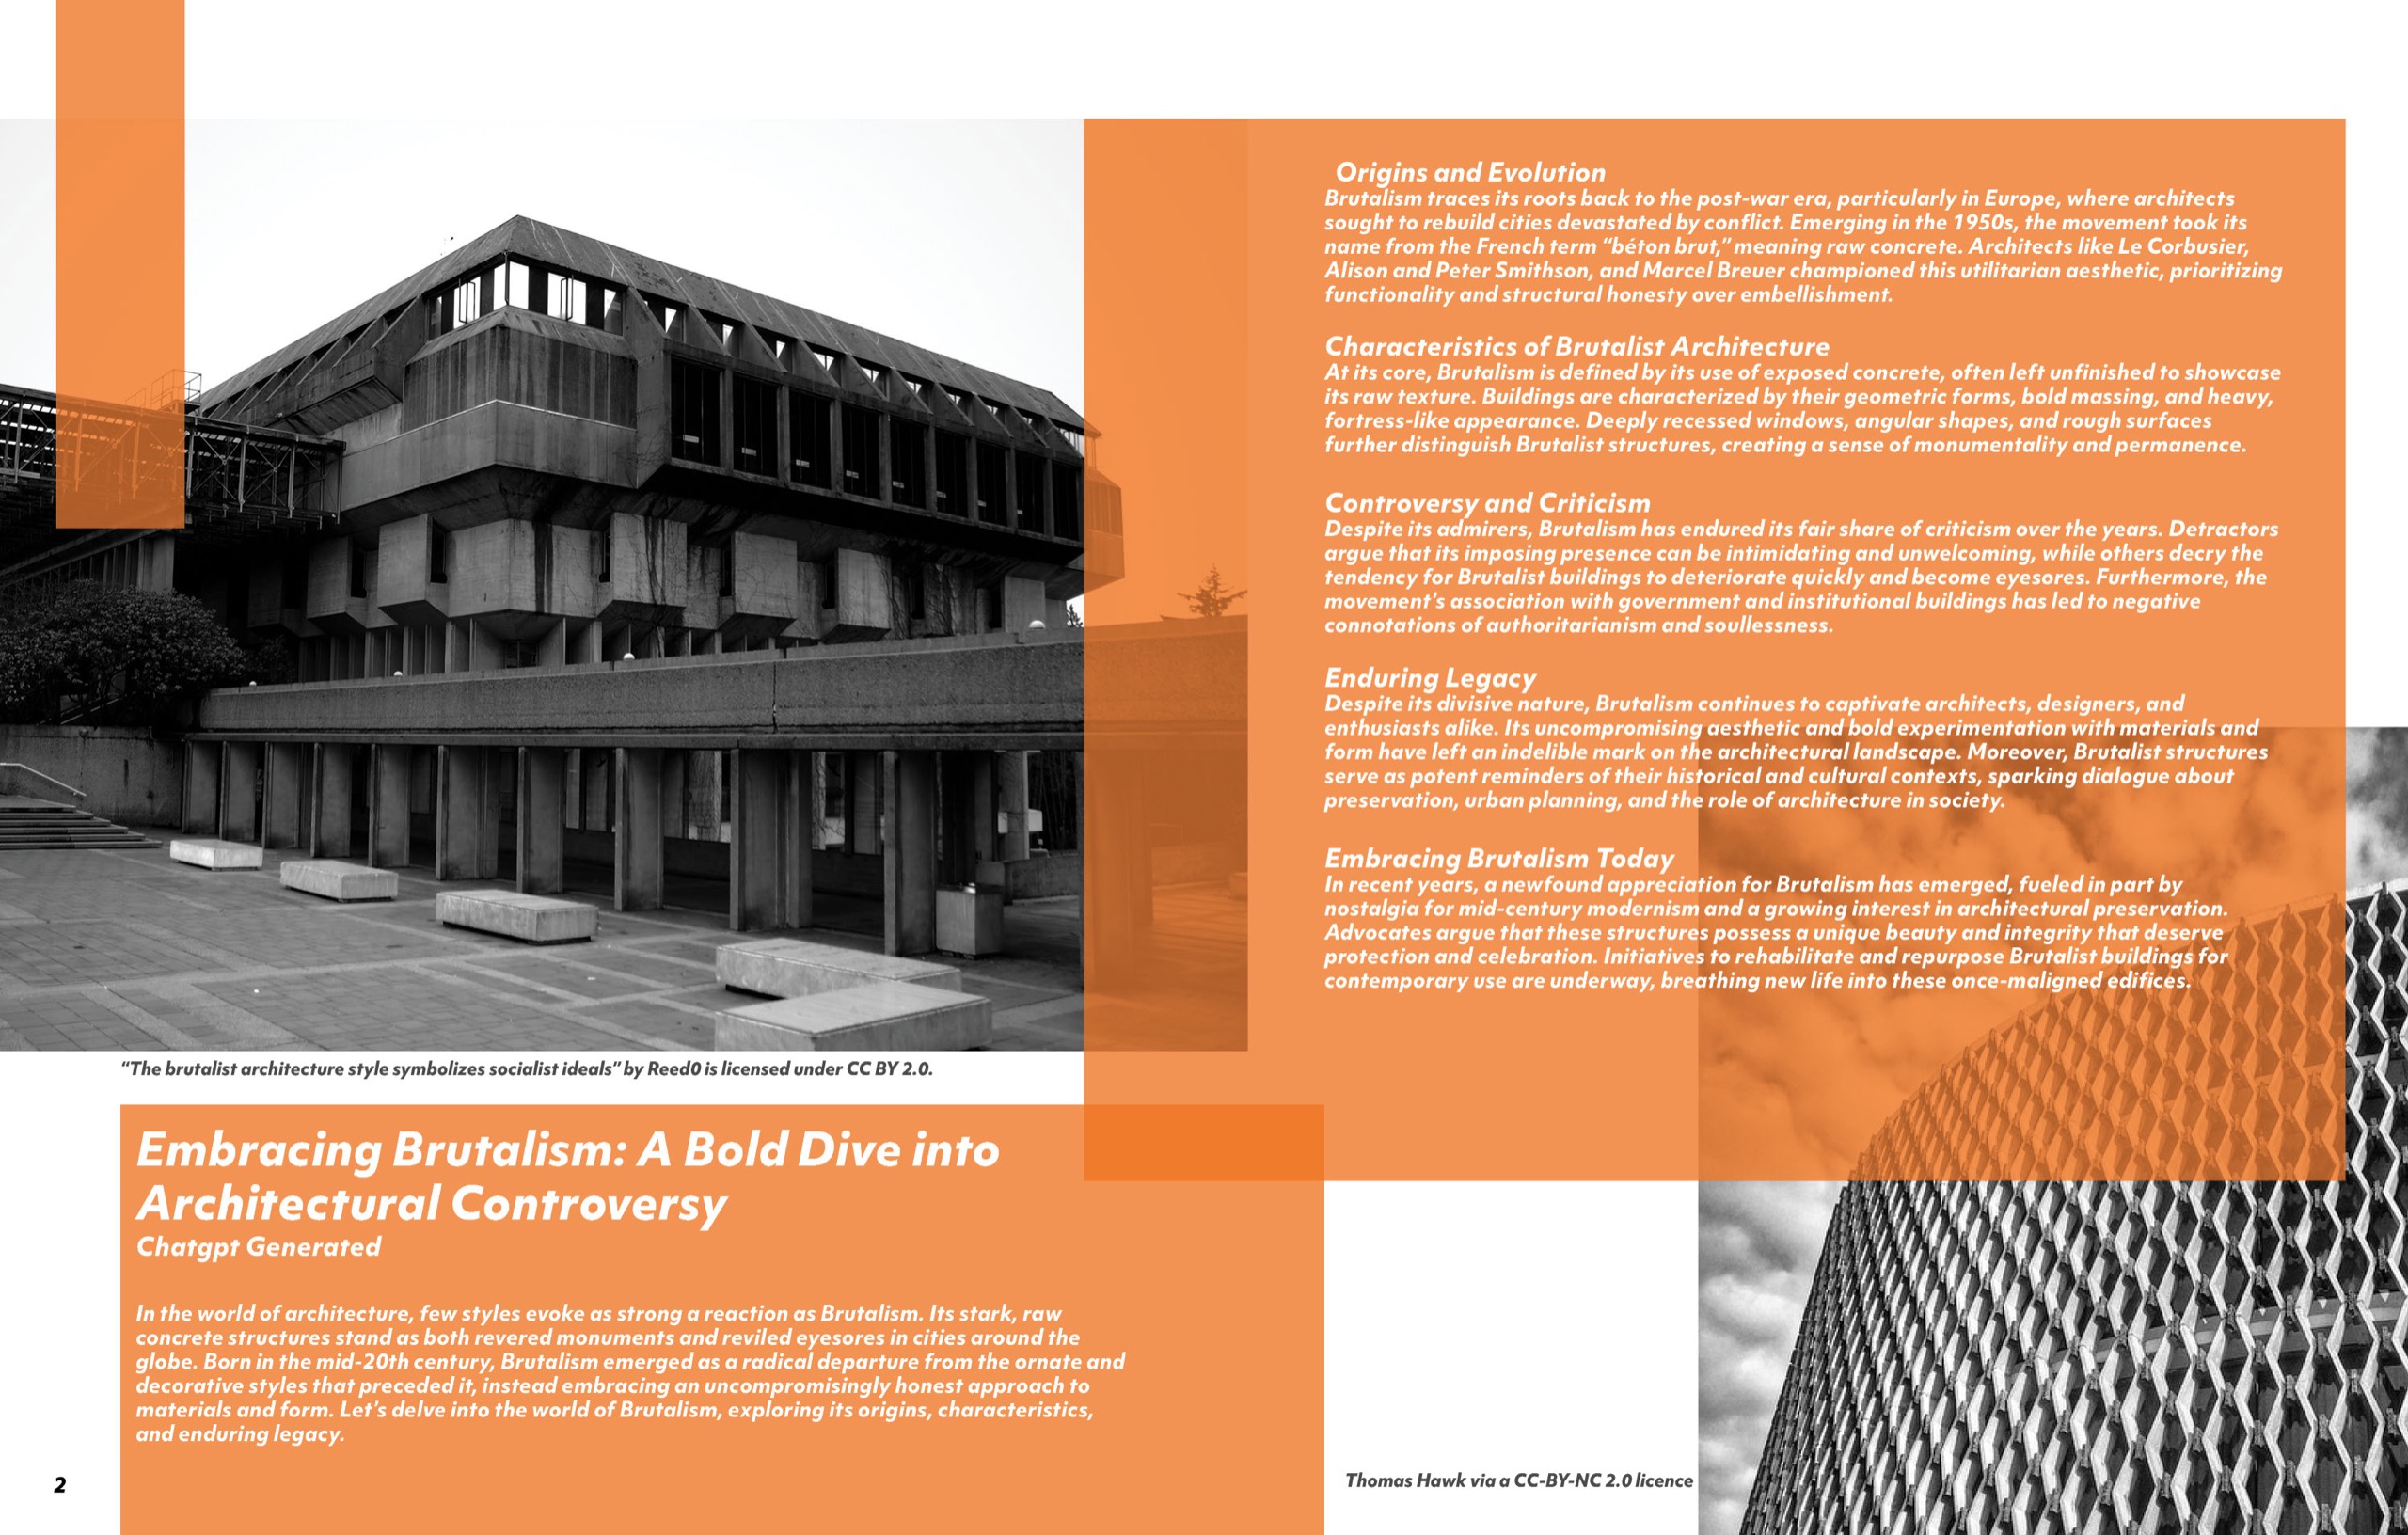 “The brutalist architecture style symbolizes socialist ideals” by Reed0 is licensed under CC BY 2.0.
Embracing Brutalism: A Bold Dive into
Architectural Controversy
Chatgpt Generated
In the world of architecture, few styles evoke as strong a reaction as Brutalism. Its stark, raw
concrete structures stand as both revered monuments and reviled eyesores in cities around the
globe. Born in the mid-20th century, Brutalism emerged as a radical departure from the ornate and
decorative styles that preceded it, instead embracing an uncompromisingly honest approach to
materials and form. Let’s delve into the world of Brutalism, exploring its origins, characteristics,
and enduring legacy.
2
Origins and Evolution
Brutalism traces its roots back to the post-war era, particularly in Europe, where architects
sought to rebuild cities devastated by conflict. Emerging in the 1950s, the movement took its
name from the French term “béton brut,” meaning raw concrete. Architects like Le Corbusier,
Alison and Peter Smithson, and Marcel Breuer championed this utilitarian aesthetic, prioritizing
functionality and structural honesty over embellishment.
Characteristics of Brutalist Architecture
At its core, Brutalism is defined by its use of exposed concrete, often left unfinished to showcase
its raw texture. Buildings are characterized by their geometric forms, bold massing, and heavy,
fortress-like appearance. Deeply recessed windows, angular shapes, and rough surfaces
further distinguish Brutalist structures, creating a sense of monumentality and permanence.
Controversy and Criticism
Despite its admirers, Brutalism has endured its fair share of criticism over the years. Detractors
argue that its imposing presence can be intimidating and unwelcoming, while others decry the
tendency for Brutalist buildings to deteriorate quickly and become eyesores. Furthermore, the
movement’s association with government and institutional buildings has led to negative
connotations of authoritarianism and soullessness.
Enduring Legacy
Despite its divisive nature, Brutalism continues to captivate architects, designers, and
enthusiasts alike. Its uncompromising aesthetic and bold experimentation with materials and
form have left an indelible mark on the architectural landscape. Moreover, Brutalist structures
serve as potent reminders of their historical and cultural contexts, sparking dialogue about
preservation, urban planning, and the role of architecture in society.
Embracing Brutalism Today
In recent years, a newfound appreciation for Brutalism has emerged, fueled in part by
nostalgia for mid-century modernism and a growing interest in architectural preservation.
Advocates argue that these structures possess a unique beauty and integrity that deserve
protection and celebration. Initiatives to rehabilitate and repurpose Brutalist buildings for
contemporary use are underway, breathing new life into these once-maligned edifices.
Thomas Hawk via a CC-BY-NC 2.0 licence